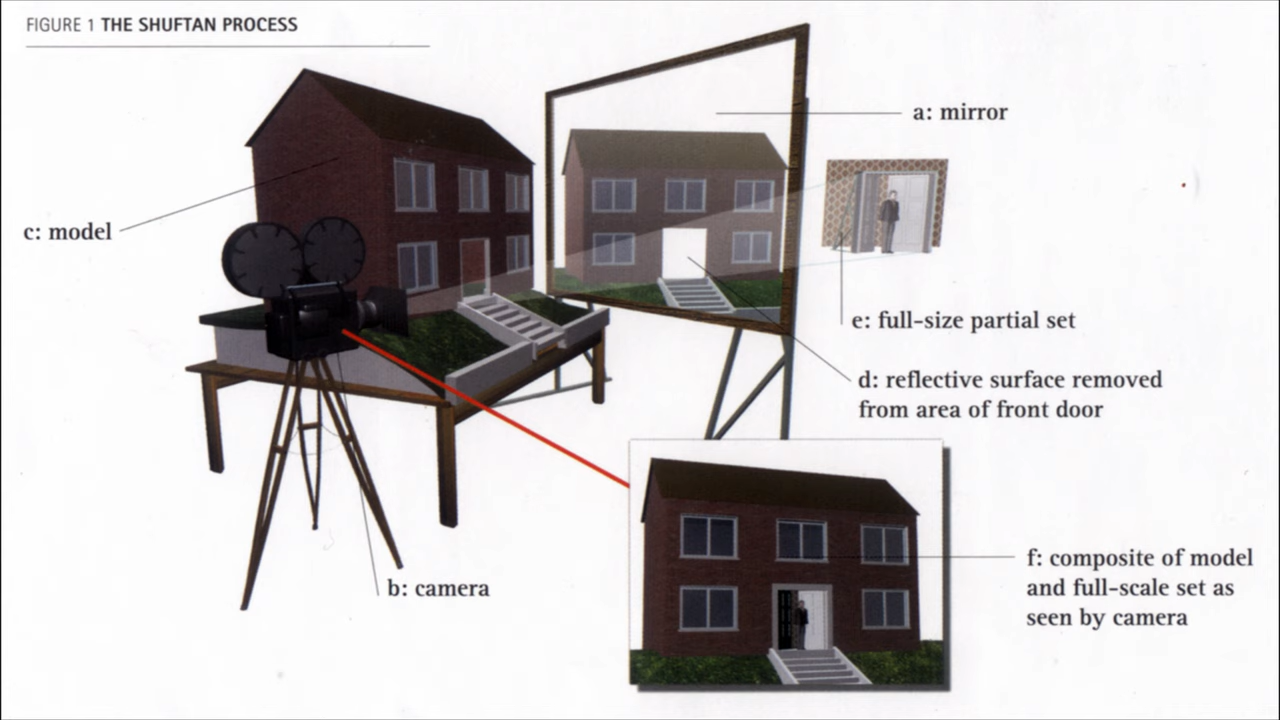 FIGURE 1 THE SHUFTAN PROCESS
a: mirror
c: model
e: full-size partial set
d: reflective surface removed
from area of front door
b: camera
f: composite of model
and full-scale set as
seen by camera